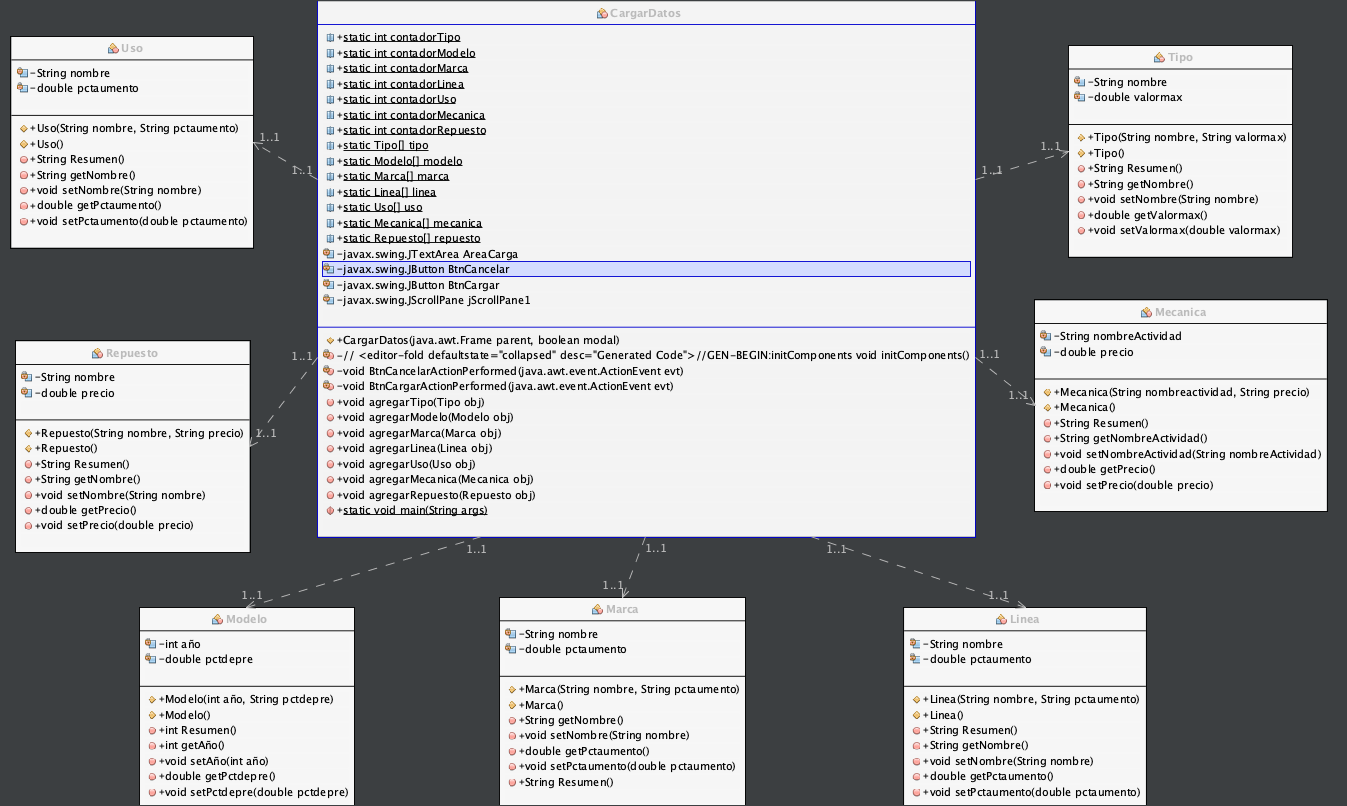 CargarDatos
+static int contadorTipo
+static int contadorModelo
+static int contadorMarca
+static int contadorLinea
+static int contadorUso
+static int contadorMecanica
+static int contadorRepuesto
+static Tipo[] tipo
+static Modelo[] modelo
+static Marca[] marca
+static Linea[] linea
+static Uso[] uso
+static Mecanica[] mecanica
+static Repuesto[] repuesto
-javax.swing.JTextArea AreaCarga
-javax.swing.JButton BtnCancelar
-javax.swing.JButton BtnCargar
-javax.swing.JScrollPane jScrollPane1
+CargarDatos(java.awt.Frame parent, boolean modal)
-// <editor-fold defaultstate="collapsed" desc="Generated Code">//GEN-BEGIN:initComponents void initComponents()
-void BtnCancelarActionPerformed(java.awt.event.ActionEvent evt)
-void BtnCargarActionPerformed(java.awt.event.ActionEvent evt)
+void agregarTipo(Tipo obj)
+void agregarModelo(Modelo obj)
+void agregarMarca(Marca obj)
+void agregarLinea(Linea obj)
+void agregarUso(Uso obj)
+void agregarMecanica(Mecanica obj)
+void agregarRepuesto(Repuesto obj)
+static void main(String args)
Uso
-String nombre
-double pctaumento
+Uso(String nombre, String pctaumento)
+Uso()
+String Resumen()
+String getNombre()
+void setNombre(String nombre)
+double getPctaumento()
+void setPctaumento(double pctaumento)
1..1
1..1
Tipo
-String nombre
-double valormax
+Tipo(String nombre, String valormax)
+Tipo()
+String Resumen()
+String getNombre()
+void setNombre(String nombre)
+double getValormax()
+void setValormax(double valormax)
1..1
1..1
Repuesto
-String nombre
-double precio
+Repuesto(String nombre, String precio)
+Repuesto()
+String Resumen()
+String getNombre()
+void setNombre(String nombre)
+double getPrecio()
+void setPrecio(double precio)
1..1
1..1
Mecanica
-String nombreActividad
-double precio
+Mecanica(String nombreactividad, String precio)
+Mecanica()
+String Resumen()
+String getNombreActividad()
+void setNombreActividad(String nombreActividad)
+double getPrecio()
+void setPrecio(double precio)
1..1
1..1
1..1
1..1
1..1
1..1
1..1
1..1
Modelo
-int año
-double pctdepre
+Modelo(int año, String pctdepre)
+Modelo()
+int Resumen()
+int getAño()
+void setAño(int año)
+double getPctdepre()
+void setPctdepre(double pctdepre)
Marca
-String nombre
-double pctaumento
+Marca(String nombre, String pctaumento)
+Marca()
+String getNombre()
+void setNombre(String nombre)
+double getPctaumento()
+void setPctaumento(double pctaumento)
+String Resumen()
Linea
-String nombre
-double pctaumento
+Linea(String nombre, String pctaumento)
+Linea()
+String Resumen()
+String getNombre()
+void setNombre(String nombre)
+double getPctaumento()
+void setPctaumento(double pctaumento)